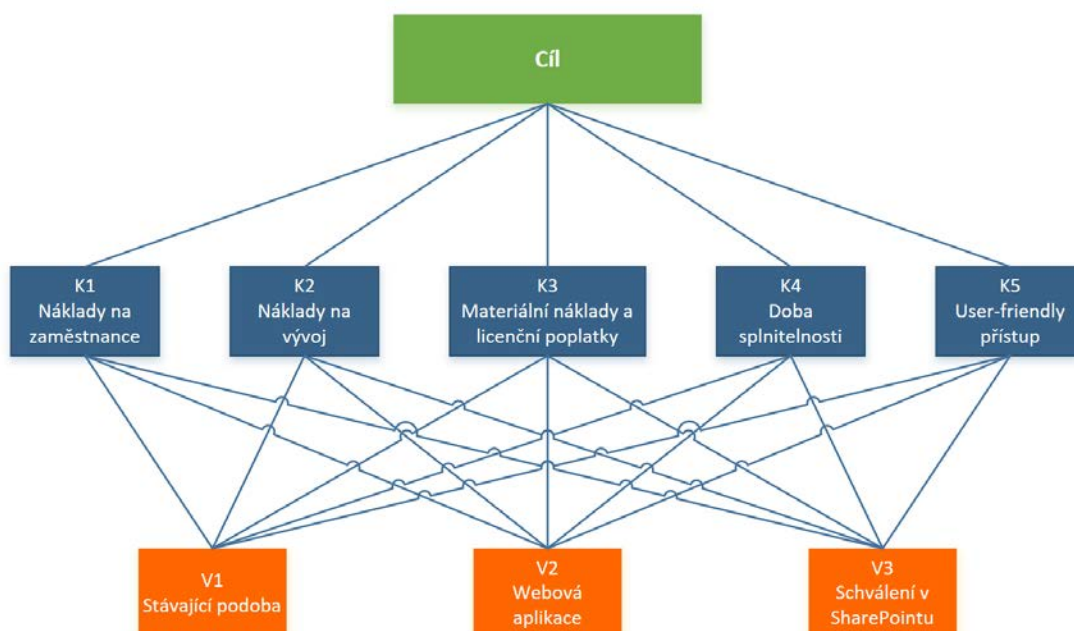 Cíl
K1
Náklady na
zaměstnance
K2
Náklady na
vývoj
K3
Materiální náklady a
licenční poplatky
K4
Doba
splnitelnosti
K5
User-friendly
přístup
V1
Stávající podoba
V2
Webová
aplikace
V3
Schválení v
SharePointu